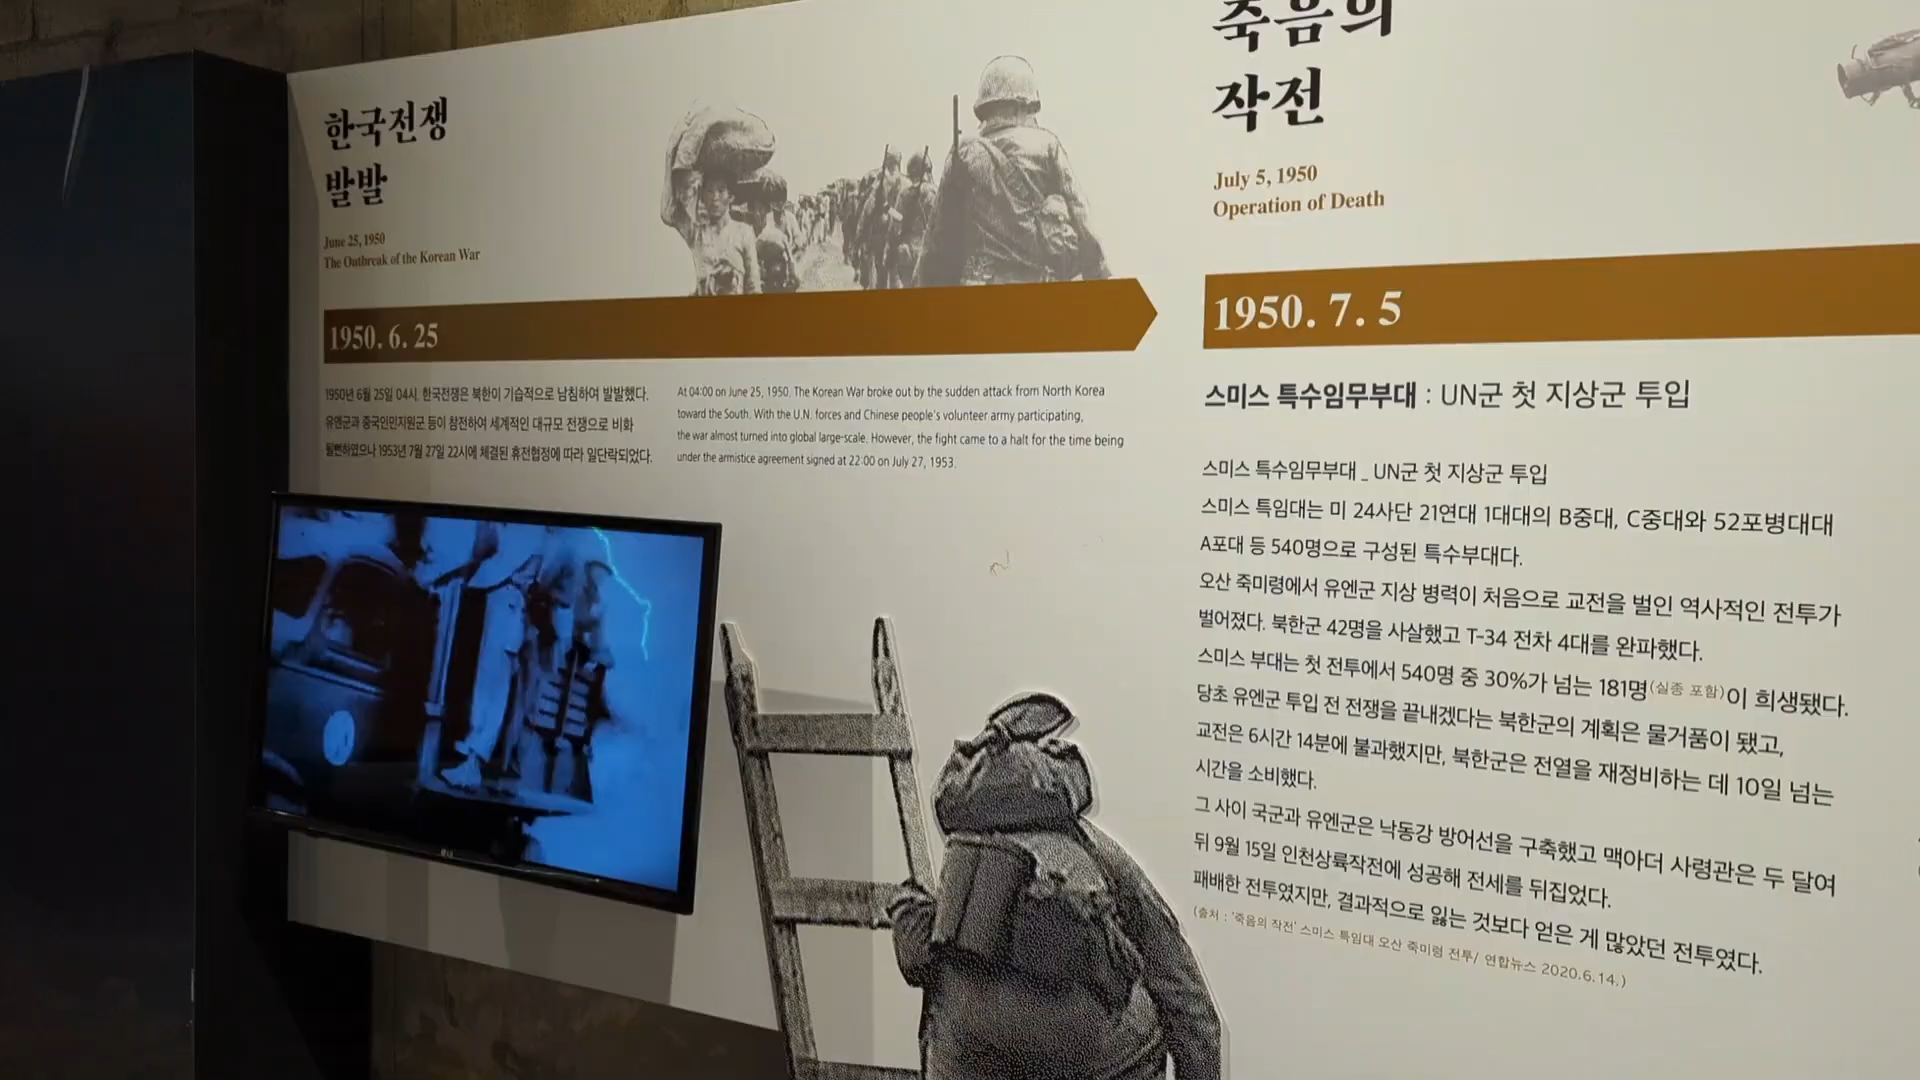 한국전쟁
발발
June 25, 1950
The Outbreak of the Korean War
1950. 6. 25
1950년 6월 25일 04시. 한국전쟁은 북한이 기습적으로 남침하여 발발했다.
유엔군과 중국인민지원군 등이 참전하여 세계적인 대규모 전쟁으로 비화
될뻔하였으나 1953년 7월 27일 22시에 체결된 휴전협정에 따라 일단락되었다.
At 04:00 on June 25, 1950. The Korean War broke out by the sudden attack from North Korea
toward the South. With the U.N. forces and Chinese people's volunteer army participating,
the war almost turned into global large-scale. However, the fight came to a halt for the time being
under the armistice agreement signed at 22:00 on July 27, 1953.
LG
죽음의
작전
July 5, 1950
Operation of Death
1950. 7. 5
스미스 특수임무부대 : UN군 첫 지상군 투입
스미스 특수임무부대 _ UN군 첫 지상군 투입
스미스 특임대는 미 24사단 21연대 1대대의 B중대, C중대와 52포병대대
A포대 등 540명으로 구성된 특수부대다.
오산 죽미령에서 유엔군 지상 병력이 처음으로 교전을 벌인 역사적인 전투가
벌어졌다. 북한군 42명을 사살했고 T-34 전차 4대를 완파했다.
스미스 부대는 첫 전투에서 540명 중 30%가 넘는 181명(실종 포함)이 희생됐다.
당초 유엔군 투입 전 전쟁을 끝내겠다는 북한군의 계획은 물거품이 됐고,
교전은 6시간 14분에 불과했지만, 북한군은 전열을 재정비하는 데 10일 넘는
시간을 소비했다.
그 사이 국군과 유엔군은 낙동강 방어선을 구축했고 맥아더 사령관은 두 달여
뒤 9월 15일 인천상륙작전에 성공해 전세를 뒤집었다.
패배한 전투였지만, 결과적으로 잃는 것보다 얻은 게 많았던 전투였다.
(출처 : '죽음의 작전' 스미스 특임대 오산 죽미령 전투/ 연합뉴스 2020.6.14.)